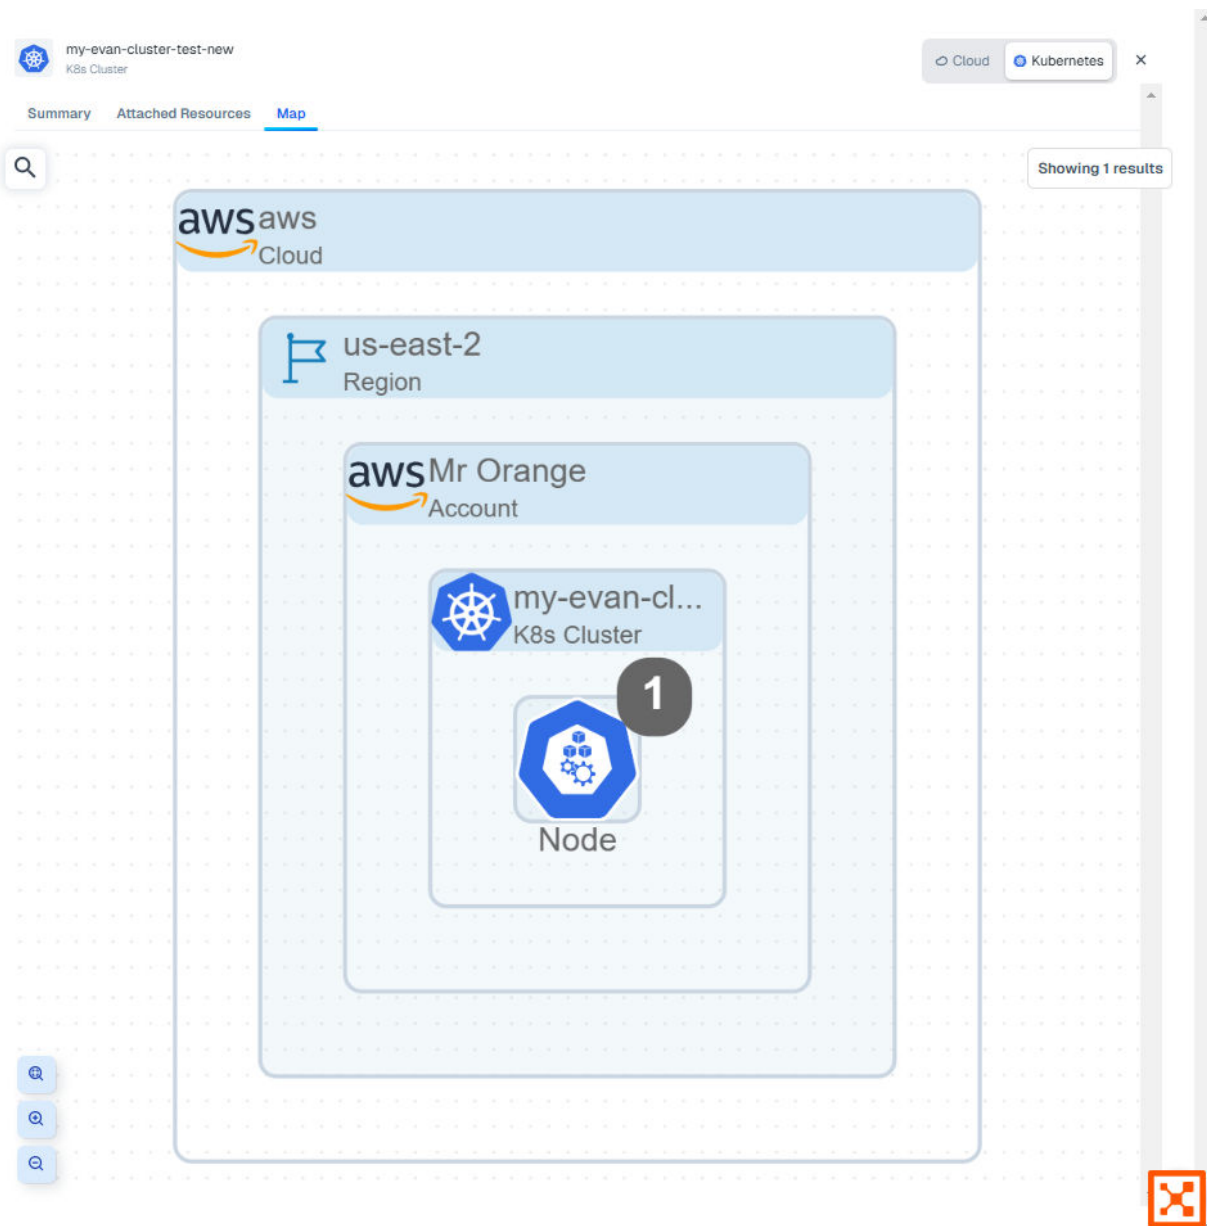 my-evan-cluster-test-new
K8s Cluster
Cloud
Kubernetes
Summary
Attached Resources
Map
Showing 1 results
aws aws
Cloud
us-east-2
Region
aws Mr Orange
Account
my-evan-cl...
K8s Cluster
1
Node